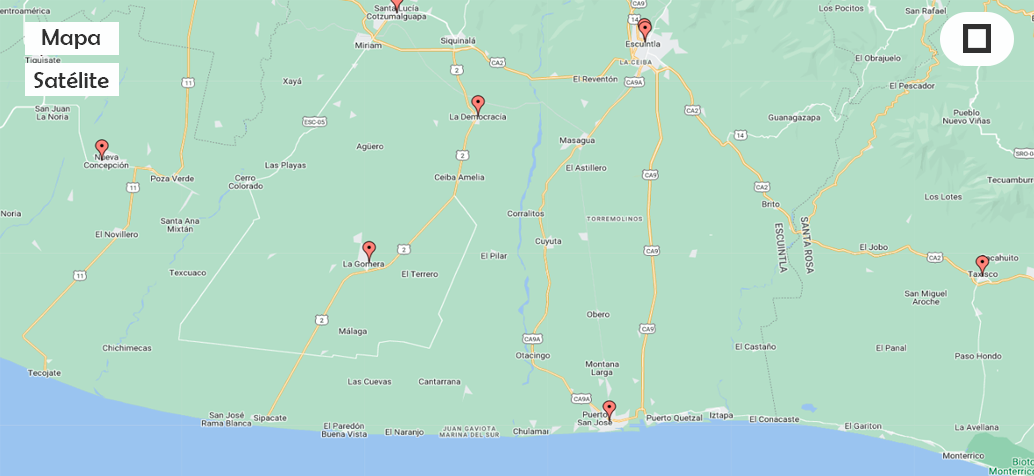 entroamérica
Santa Lucía
Cotzumalguapa
CA9
14
Los Pocitos
San Rafael
Mapa
Miriam
Siquinalá
Escuintla
Tiquisate
CA2
LA CEIBA
El Obrajuelo
Satélite
11
Xayá
2
El Reventón
CA9A
El Pescador
San Juan
La Noria
La Democracia
CA2
Pueblo
Nuevo Viñas
ESC-05
Guanagazapa
14
Agüero
Masagua
Nueva
Concepción
Las Playas
2
El Astillero
SRO-0
Poza Verde
Cerro
Colorado
Ceiba Amelia
CA9
CA2
Tecuamburr
11
Los Lotes
Noria
Santa Ana
Mixtán
Corralitos
TORREMOLINOS
Brito
El Novillero
Cuyuta
ESCUINTLA
SANTA ROSA
El Jobo
La Gomera
2
El Pilar
CA9
CA2
cahuito
11
Texcuaco
El Terrero
Taxisco
San Miguel
Aroche
2
Málaga
Obero
CA9
CA9A
Chichimecas
Otacingo
El Castaño
El Panal
Paso Hondo
Tecojate
Las Cuevas
Cantarrana
Montana
Larga
CA9A
San José
Rama Blanca
Sipacate
Puerto
San José
Puerto Quetzal
Iztapa
El Conacaste
El Paredón
Buena Vista
El Naranjo
JUAN GAVIOTA
MARINA DEL SUR
Chulamar
El Gariton
La Avellana
Monterrico
Bioto
Monterrico